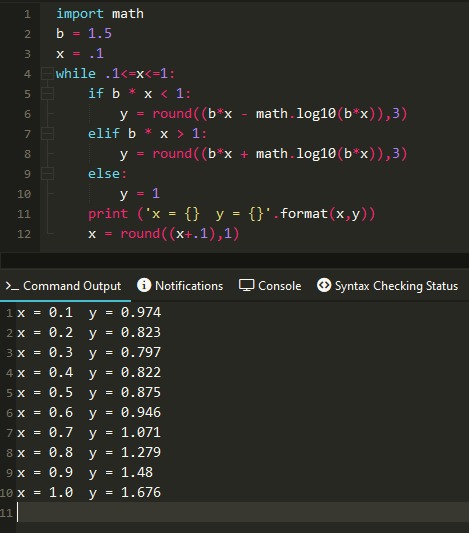 1 import math
2 b = 1.5
3 x = .1
4 while .1<=x<=1:
5     if b * x < 1:
6         y = round((b*x - math.log10(b*x)),3)
7     elif b * x > 1:
8         y = round((b*x + math.log10(b*x)),3)
9     else:
10         y = 1
11     print ('x = {}  y = {}'.format(x,y))
12     x = round((x+.1),1)
>_ Command Output  i Notifications  Console  <> Syntax Checking Status
1 x = 0.1  y = 0.974
2 x = 0.2  y = 0.823
3 x = 0.3  y = 0.797
4 x = 0.4  y = 0.822
5 x = 0.5  y = 0.875
6 x = 0.6  y = 0.946
7 x = 0.7  y = 1.071
8 x = 0.8  y = 1.279
9 x = 0.9  y = 1.48
10 x = 1.0  y = 1.676
11